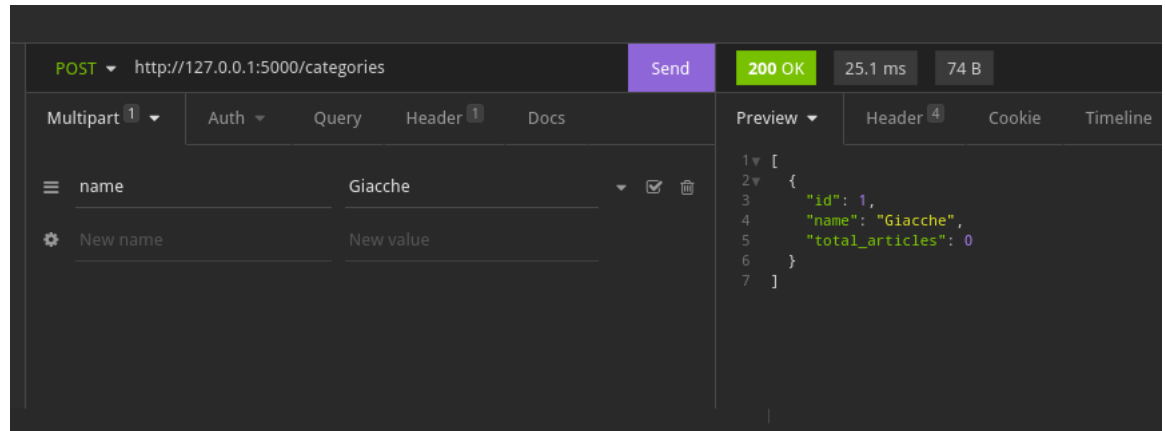 POST http://127.0.0.1:5000/categories Send 200 OK 25.1 ms 74 B
Multipart 1 Auth Query Header 1 Docs Preview Header 4 Cookie Timeline
name Giacche
New name New value
1 [
2 {
3 "id": 1,
4 "name": "Giacche",
5 "total_articles": 0
6 }
7 ]